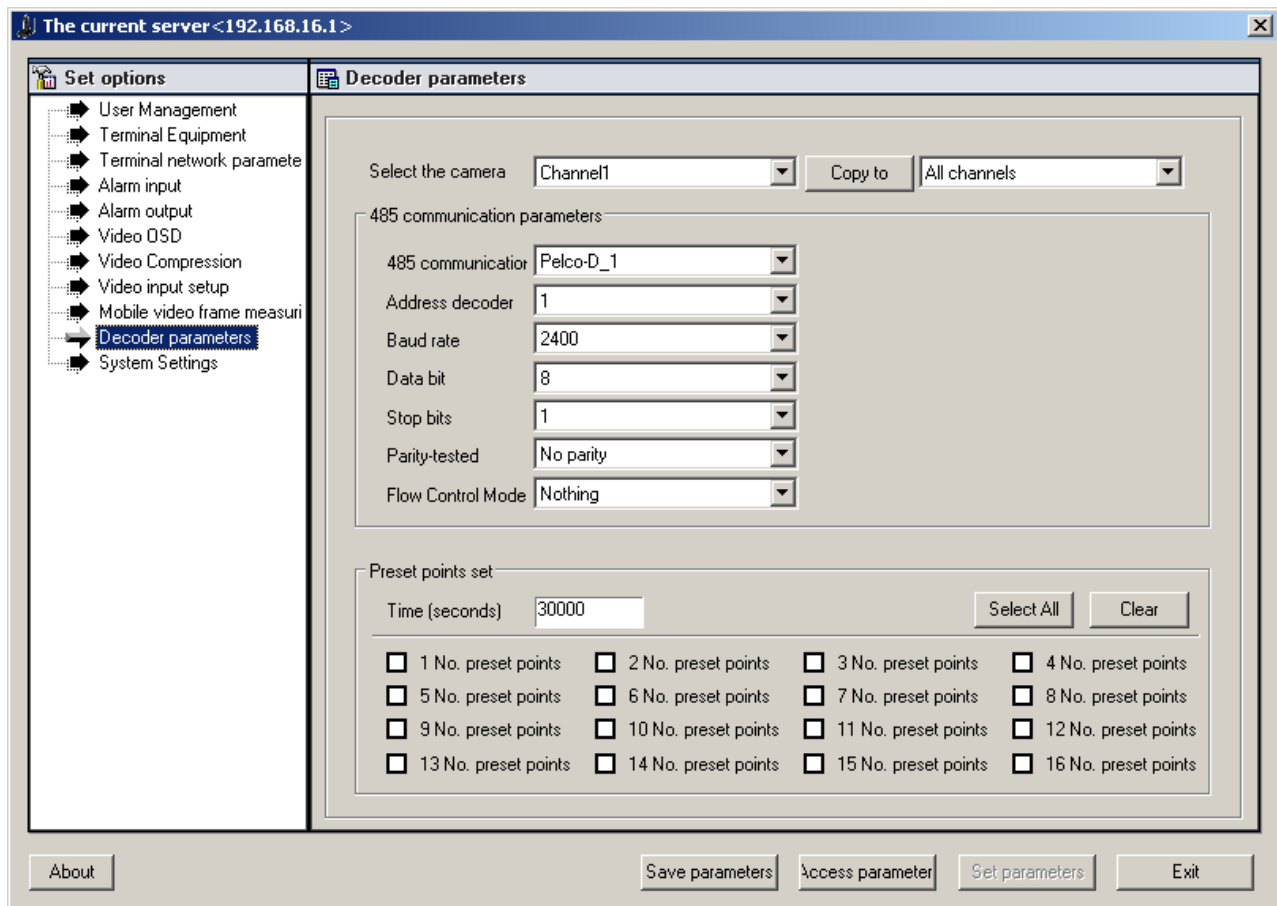 The current server<192.168.16.1>
Set options
User Management
Terminal Equipment
Terminal network paramete
Alarm input
Alarm output
Video OSD
Video Compression
Video input setup
Mobile video frame measuri
Decoder parameters
System Settings
Decoder parameters
Select the camera Channel1 Copy to All channels
485 communication parameters
485 communication Pelco-D_1
Address decoder 1
Baud rate 2400
Data bit 8
Stop bits 1
Parity-tested No parity
Flow Control Mode Nothing
Preset points set
Time (seconds) 30000 Select All Clear
1 No. preset points 2 No. preset points 3 No. preset points 4 No. preset points
5 No. preset points 6 No. preset points 7 No. preset points 8 No. preset points
9 No. preset points 10 No. preset points 11 No. preset points 12 No. preset points
13 No. preset points 14 No. preset points 15 No. preset points 16 No. preset points
About Save parameters Access parameter Set parameters Exit